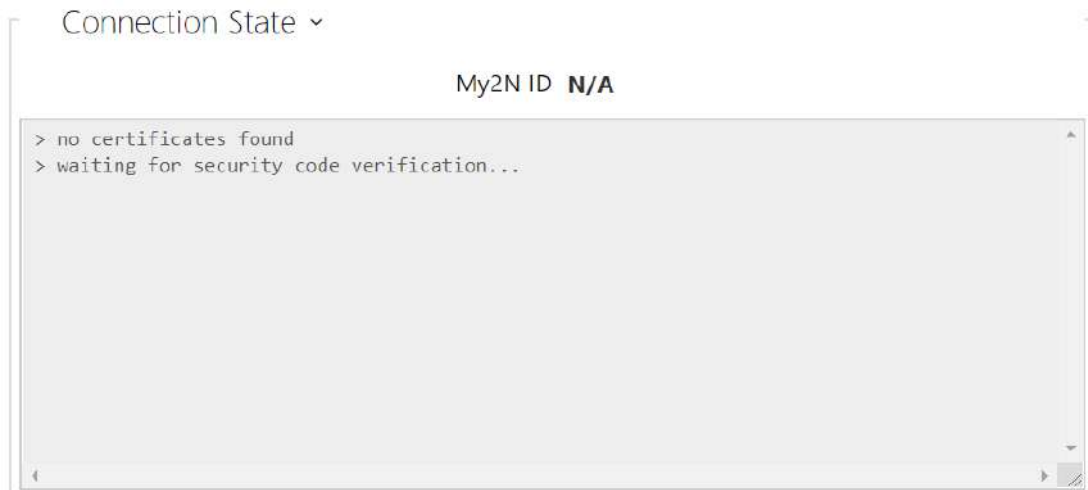 Connection State
My2N ID N/A
> no certificates found
> waiting for security code verification...